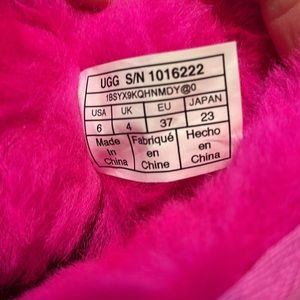 UGG S/N 1016222
1BSYX9KQHNMDY@0
USA UK EU JAPAN
6 4 37 23
Made Fabriqué Hecho
in en en
China Chine China